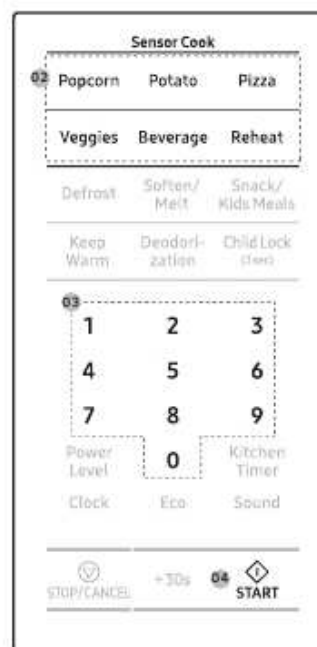 Sensor Cook
02 Popcorn Potato Pizza
Veggies Beverage Reheat
Defrost Soften/ Snack/
Melt Kids Meals
Keep Deodori- Child Lock
Warm zation (3sec)
03
1 2 3
4 5 6
7 8 9
Power Kitchen
Level 0 Timer
Clock Eco Sound
STOP/CANCEL +30s 04 START